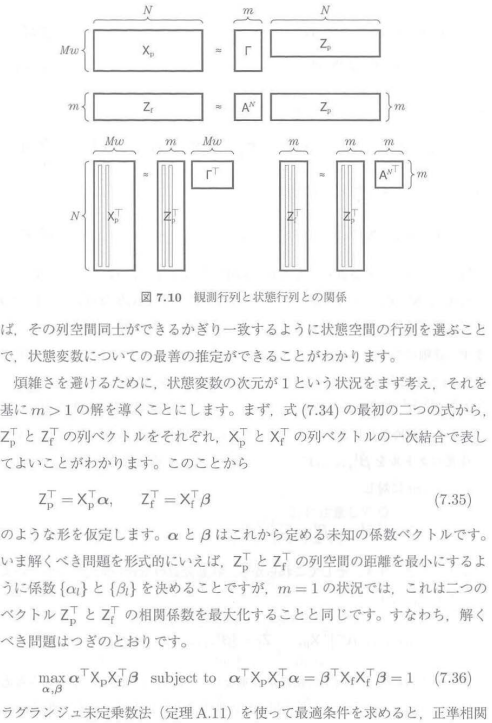 N m N
Mw { X_p ≈ Γ Z_p
m { Z_f ≈ A^N Z_p } m
Mw m Mw m m m
N { X_p^⊤ ≈ Z_p^⊤ Γ^⊤ Z_f^⊤ ≈ Z_p^⊤ A^{N⊤} } m
図 7.10 観測行列と状態行列との関係
ば，その列空間同士ができるかぎり一致するように状態空間の行列を選ぶこと
で，状態変数についての最善の推定ができることがわかります。
煩雑さを避けるために，状態変数の次元が 1 という状況をまず考え，それを
基に m > 1 の解を導くことにします。まず，式 (7.34) の最初の二つの式から，
Z_p^⊤ と Z_f^⊤ の列ベクトルをそれぞれ，X_p^⊤ と X_f^⊤ の列ベクトルの一次結合で表し
てよいことがわかります。このことから
Z_p^⊤ = X_p^⊤ α, Z_f^⊤ = X_f^⊤ β (7.35)
のような形を仮定します。α と β はこれから定める未知の係数ベクトルです。
いま解くべき問題を形式的にいえば，Z_p^⊤ と Z_f^⊤ の列空間の距離を最小にするよ
うに係数 {α_l} と {β_l} を決めることですが，m = 1 の状況では，これは二つの
ベクトル Z_p^⊤ と Z_f^⊤ の相関係数を最大化することと同じです。すなわち，解く
べき問題はつぎのとおりです。
max_{α,β} α^⊤ X_p X_f^⊤ β subject to α^⊤ X_p X_p^⊤ α = β^⊤ X_f X_f^⊤ β = 1 (7.36)
ラグランジュ未定乗数法（定理 A.11）を使って最適条件を求めると，正準相関